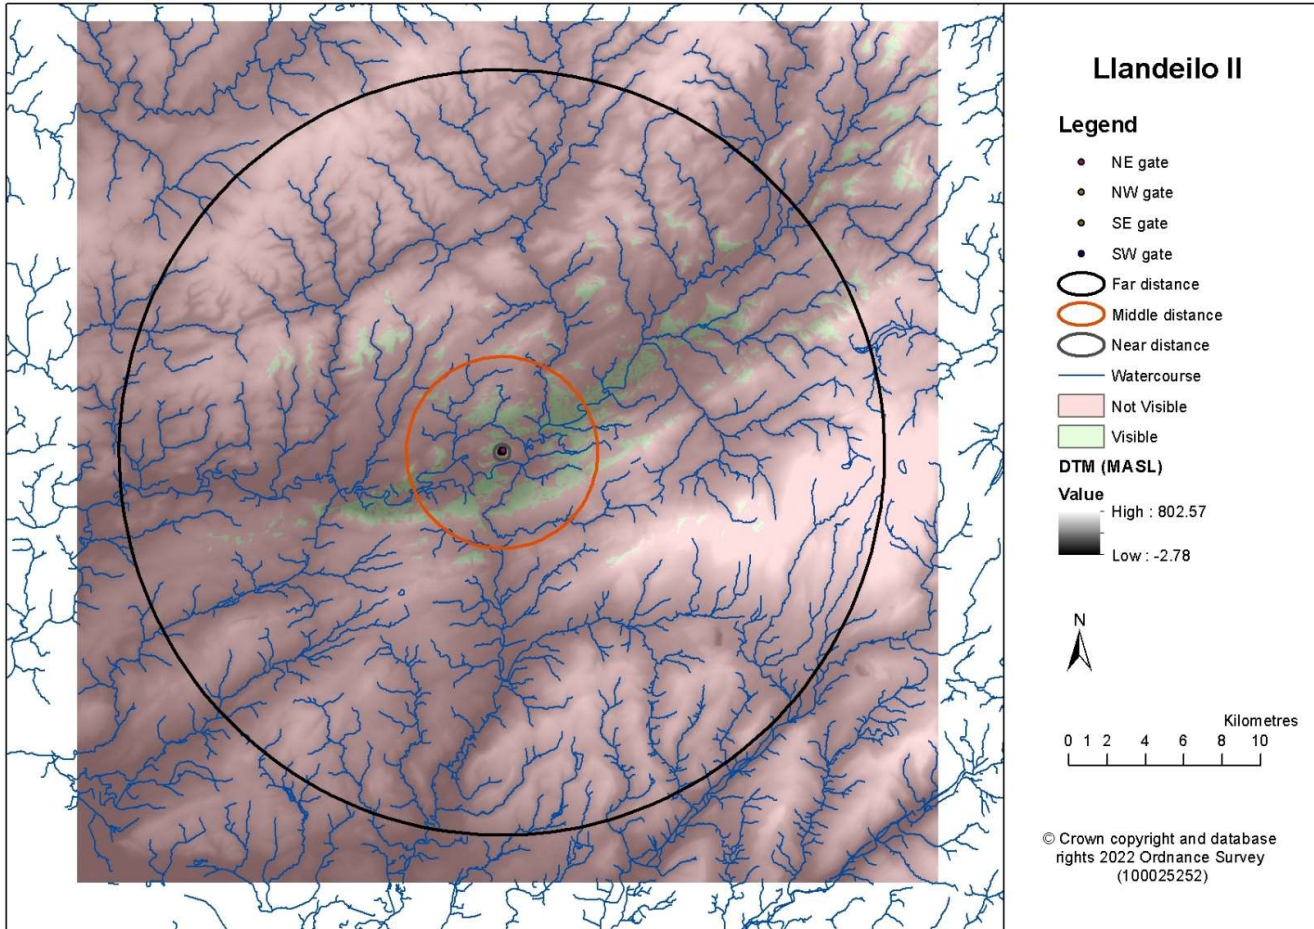 Llandeilo II
Legend
NE gate
NW gate
SE gate
SW gate
Far distance
Middle distance
Near distance
Watercourse
Not Visible
Visible
DTM (MASL)
Value
High : 802.57
Low : -2.78
N
Kilometres
0 1 2 4 6 8 10
© Crown copyright and database
rights 2022 Ordnance Survey
(100025252)